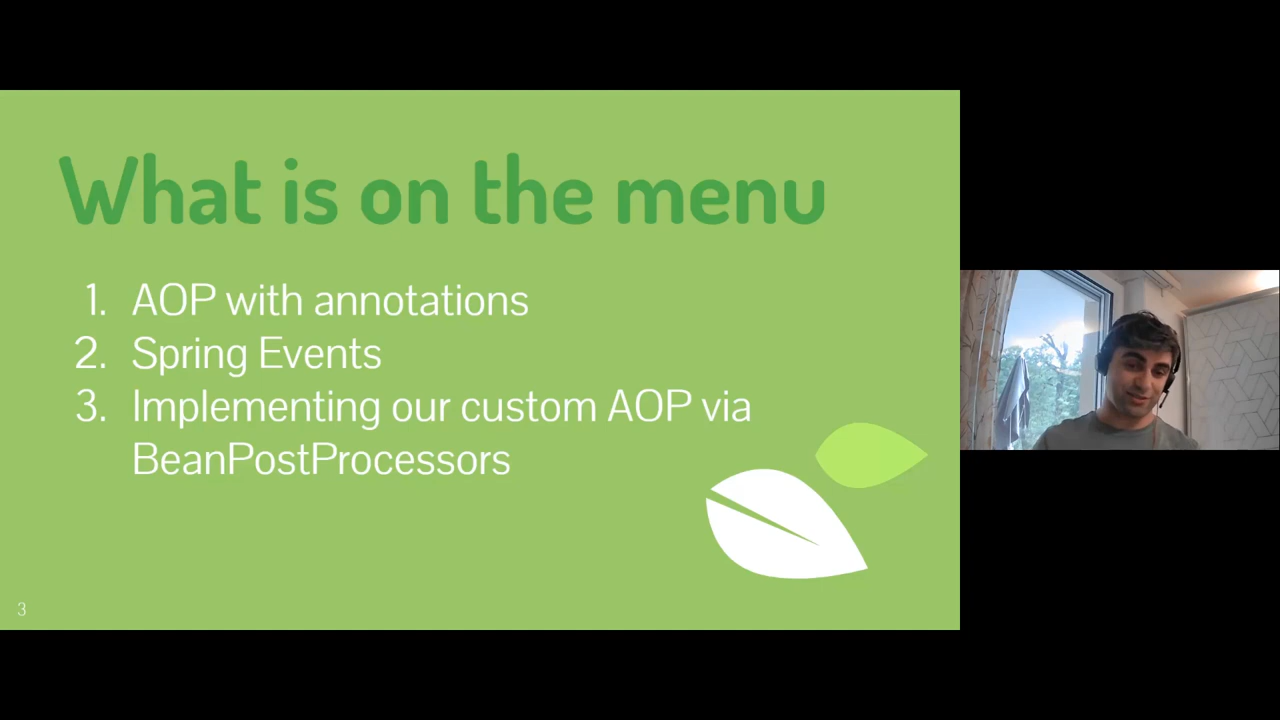 What is on the menu
1. AOP with annotations
2. Spring Events
3. Implementing our custom AOP via
BeanPostProcessors
3